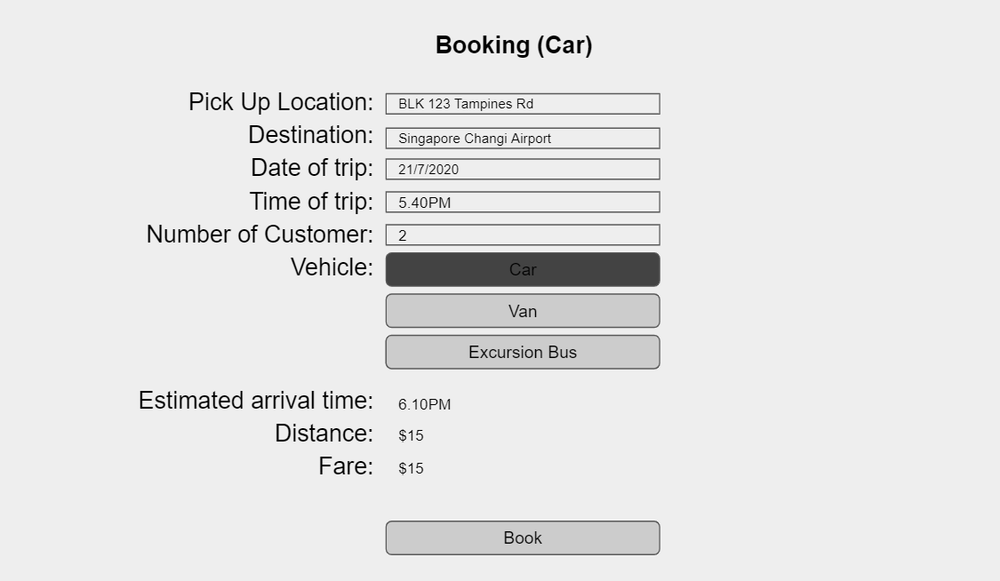 Booking (Car)
Pick Up Location: BLK 123 Tampines Rd
Destination: Singapore Changi Airport
Date of trip: 21/7/2020
Time of trip: 5.40PM
Number of Customer: 2
Vehicle: Car
Van
Excursion Bus
Estimated arrival time: 6.10PM
Distance: $15
Fare: $15
Book